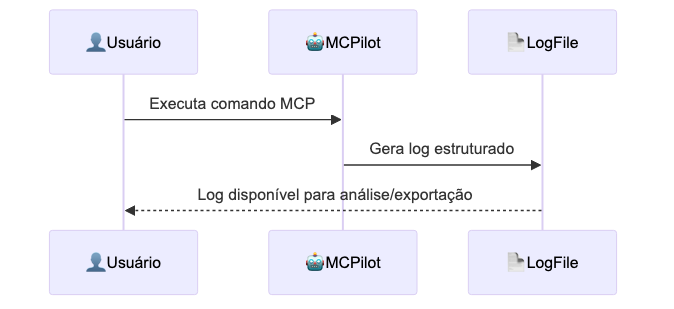 👤Usuário 🤖MCPilot 📄LogFile
Executa comando MCP
Gera log estruturado
Log disponível para análise/exportação
👤Usuário 🤖MCPilot 📄LogFile